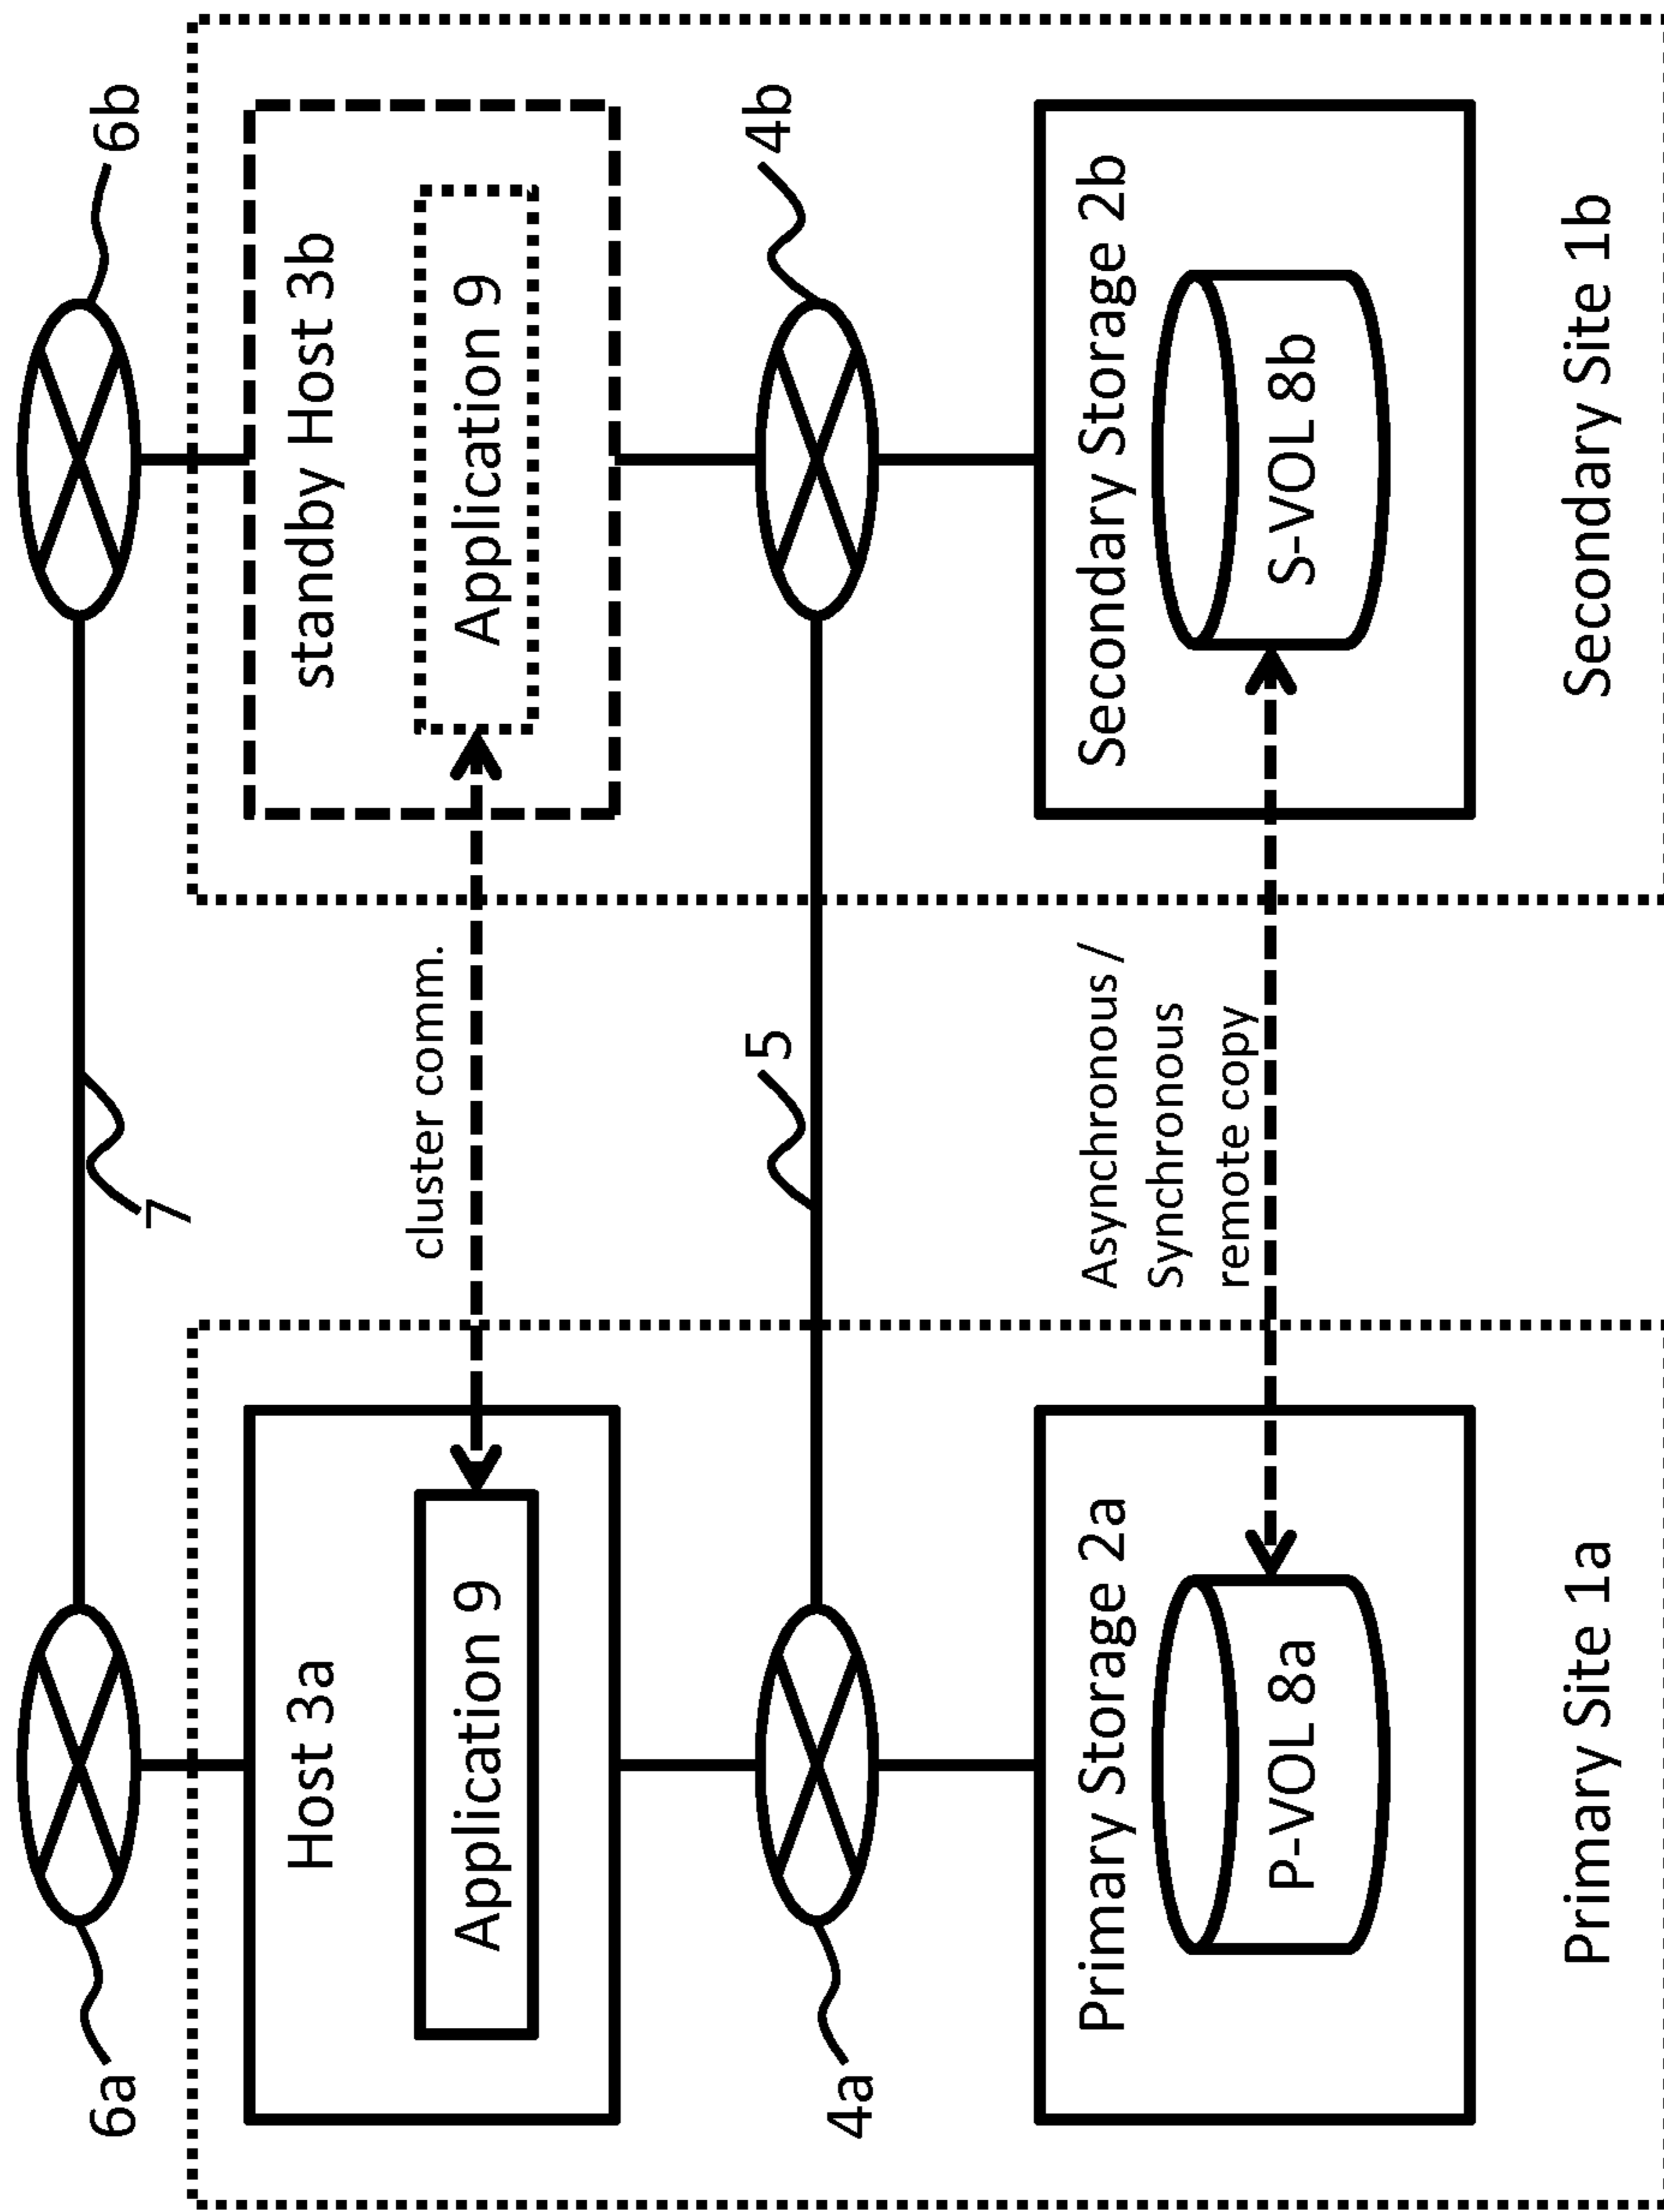 6a
7
6b
Host 3a
standby Host 3b
Application 9
cluster comm.
Application 9
4a
5
4b
Primary Storage 2a
Asynchronous /
Synchronous
remote copy
Secondary Storage 2b
P-VOL 8a
S-VOL 8b
Primary Site 1a
Secondary Site 1b